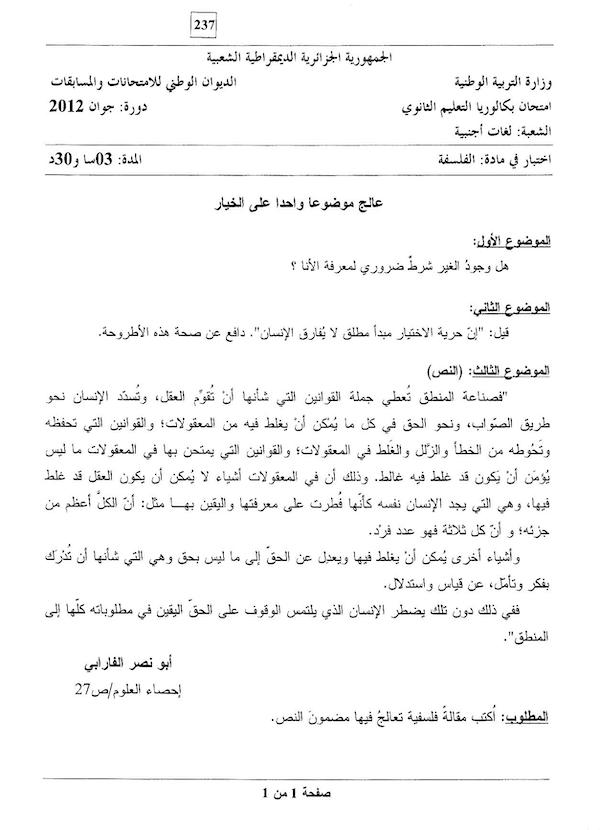 237
الجمهورية الجزائرية الديمقراطية الشعبية
وزارة التربية الوطنية الديوان الوطني للامتحانات والمسابقات
امتحان بكالوريا التعليم الثانوي دورة: جوان 2012
الشعبة: لغات أجنبية
اختبار في مادة: الفلسفة المدة: 03سا و30د
عالج موضوعا واحدا على الخيار
الموضوع الأول:
هل وجودُ الغير شرطٌ ضروري لمعرفة الأنا ؟
الموضوع الثاني:
قيل: "إنّ حرية الاختيار مبدأ مطلق لا يُفارق الإنسان". دافع عن صحة هذه الأطروحة.
الموضوع الثالث: (النص)
"فصناعة المنطق تُعطي جملة القوانين التي شأنها أنْ تُقوِّم العقل، وتُسدّد الإنسان نحو
طريق الصّواب، ونحو الحق في كل ما يُمْكن أنْ يغلط فيه من المعقولات؛ والقوانين التي تحفظه
وتَحُوطه من الخطأ والزّلل والغَلط في المعقولات؛ والقوانين التي يمتحن بها في المعقولات ما ليس
يُؤمَن أنْ يَكون قد غلط فيه غالط. وذلك أن في المعقولات أشياء لا يُمكن أن يكون العقل قد غلط
فيها، وهي التي يجد الإنسان نفسه كأنّها فُطرت على معرفتها واليقين بهـــا مثل: أنّ الكلَّ أعظم من
جزئه؛ و أنّ كل ثلاثة فهو عدد فرْد.
وأشياء أخرى يُمكن أنْ يغلط فيها ويعدل عن الحقّ إلى ما ليس بحق وهي التي شأنها أن تُدْرَك
بفكر وتأمّل، عن قياس واستدلال.
ففي ذلك دون تلك يضطر الإنسان الذي يلتمس الوقوف على الحقّ اليقين في مطلوباته كلّها إلى
المنطق".
أبو نصر الفارابي
إحصاء العلوم/ص27
المطلوب: أكتب مقالةً فلسفية تعالجُ فيها مضمونَ النص.
صفحة 1 من 1